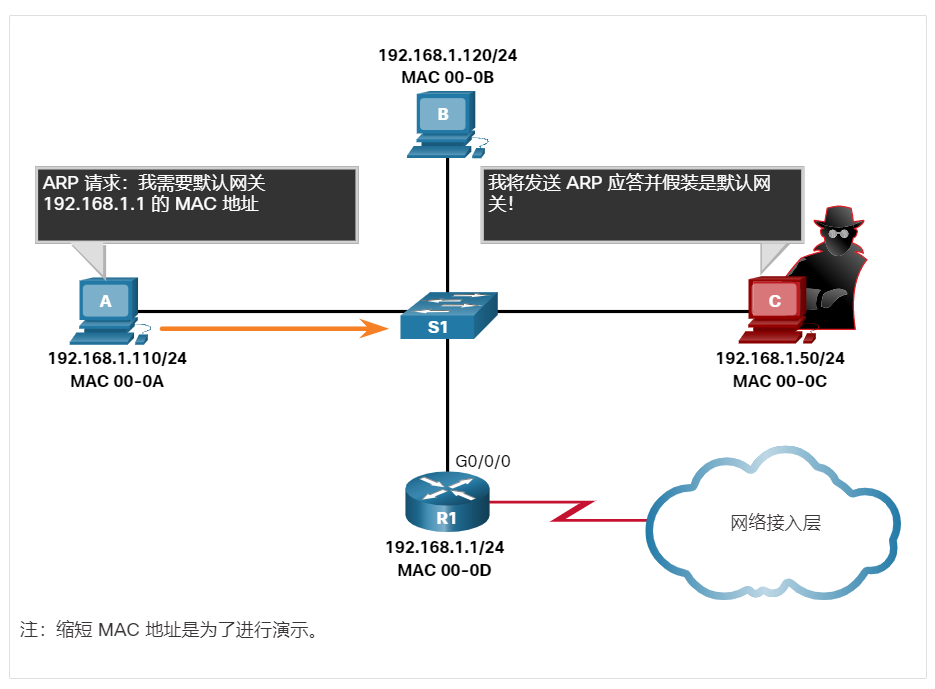 192.168.1.120/24
MAC 00-0B
B
ARP 请求：我需要默认网关
192.168.1.1 的 MAC 地址
我将发送 ARP 应答并假装是默认网
关！
A
S1
C
192.168.1.110/24
MAC 00-0A
192.168.1.50/24
MAC 00-0C
G0/0/0
R1
网络接入层
192.168.1.1/24
MAC 00-0D
注：缩短 MAC 地址是为了进行演示。